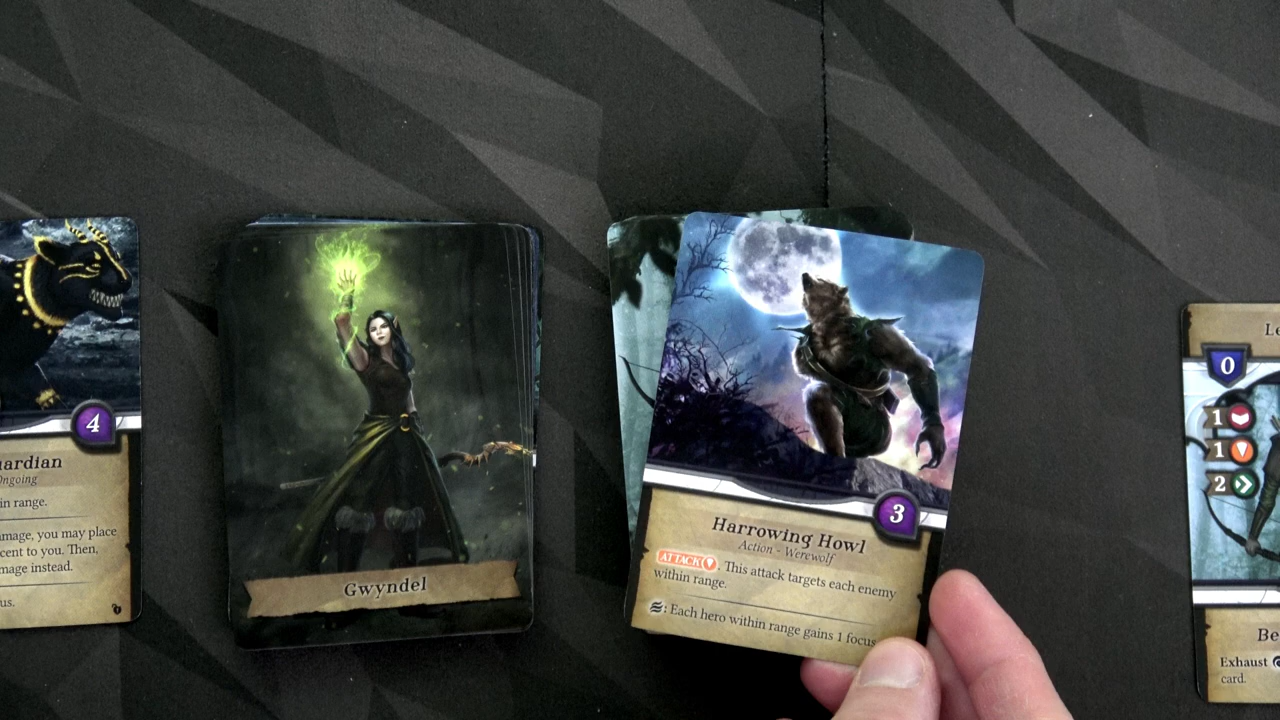 4
uardian
Ongoing
in range.
amage, you may place
cent to you. Then,
mage instead.
us.
Gwyndel
3
Harrowing Howl
Action - Werewolf
ATTACK. This attack targets each enemy
within range.
: Each hero within range gains 1 focus
Le
0
1
1
2
Be
Exhaust
card.